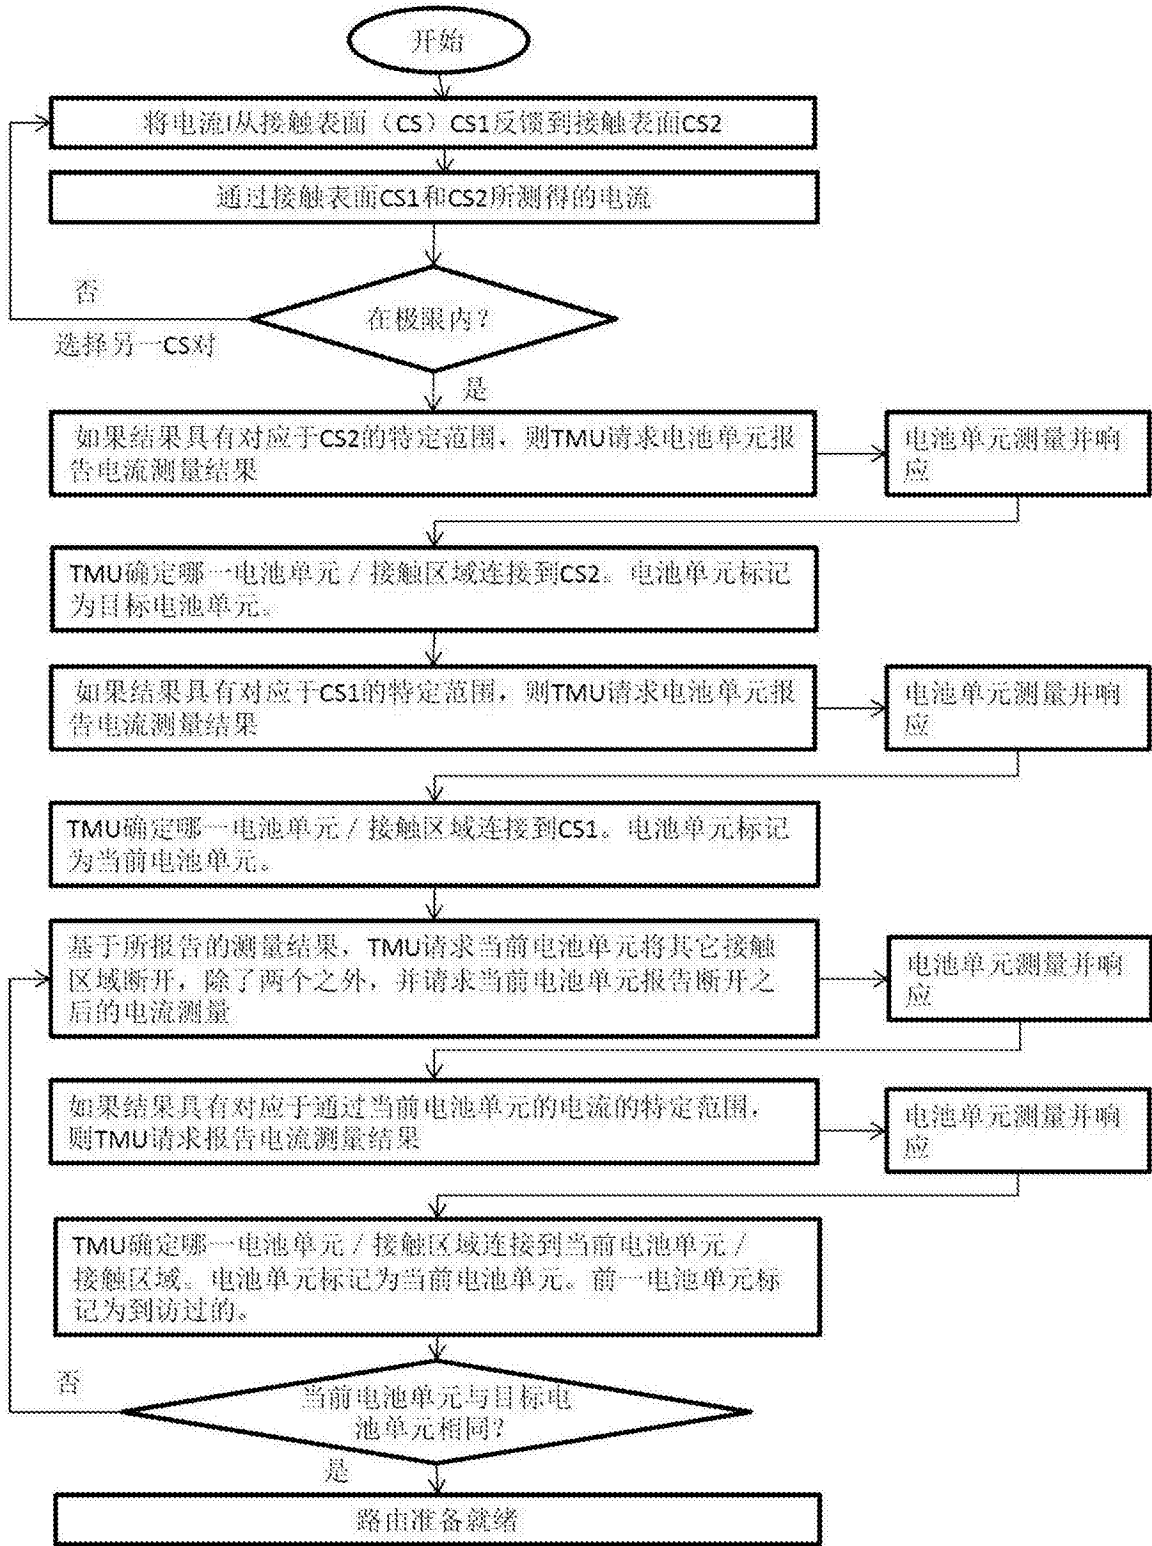 开始
将电流I从接触表面（CS）CS1反馈到接触表面CS2
通过接触表面CS1和CS2所测得的电流
否
在极限内？
选择另一CS对
是
如果结果具有对应于CS2的特定范围，则TMU请求电池单元报
告电流测量结果
电池单元测量并响
应
TMU确定哪一电池单元／接触区域连接到CS2。电池单元标记
为目标电池单元。
如果结果具有对应于CS1的特定范围，则TMU请求电池单元报
告电流测量结果
电池单元测量并响
应
TMU确定哪一电池单元／接触区域连接到CS1。电池单元标记
为当前电池单元。
基于所报告的测量结果，TMU请求当前电池单元将其它接触
区域断开，除了两个之外，并请求当前电池单元报告断开之
后的电流测量
电池单元测量并响
应
如果结果具有对应于通过当前电池单元的电流的特定范围，
则TMU请求报告电流测量结果
电池单元测量并响
应
TMU确定哪一电池单元／接触区域连接到当前电池单元／
接触区域。电池单元标记为当前电池单元。前一电池单元标
记为到访过的。
否
当前电池单元与目标电
池单元相同？
是
路由准备就绪